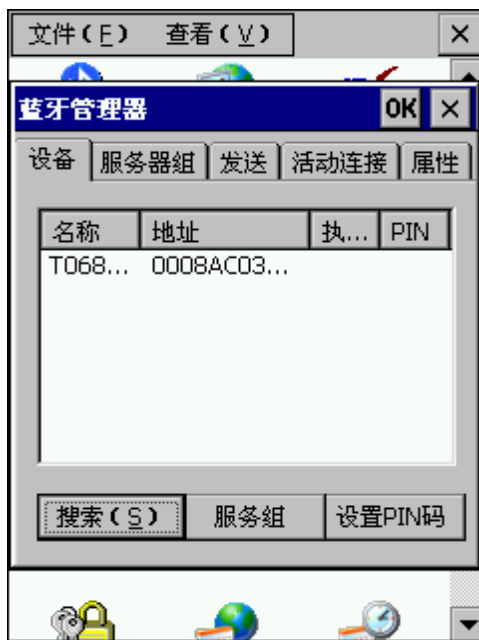 文件(F) 查看(V) ×
蓝牙管理器 OK ×
设备 服务器组 发送 活动连接 属性
名称 地址 执... PIN
T068... 0008AC03...
搜索(S) 服务组 设置PIN码